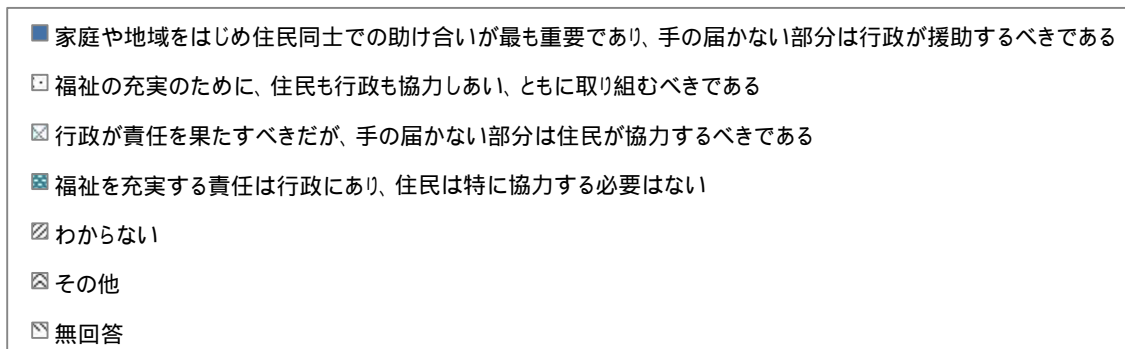 家庭や地域をはじめ住民同士での助け合いが最も重要であり、手の届かない部分は行政が援助するべきである
福祉の充実のために、住民も行政も協力しあい、ともに取り組むべきである
行政が責任を果たすべきだが、手の届かない部分は住民が協力するべきである
福祉を充実する責任は行政にあり、住民は特に協力する必要はない
わからない
その他
無回答